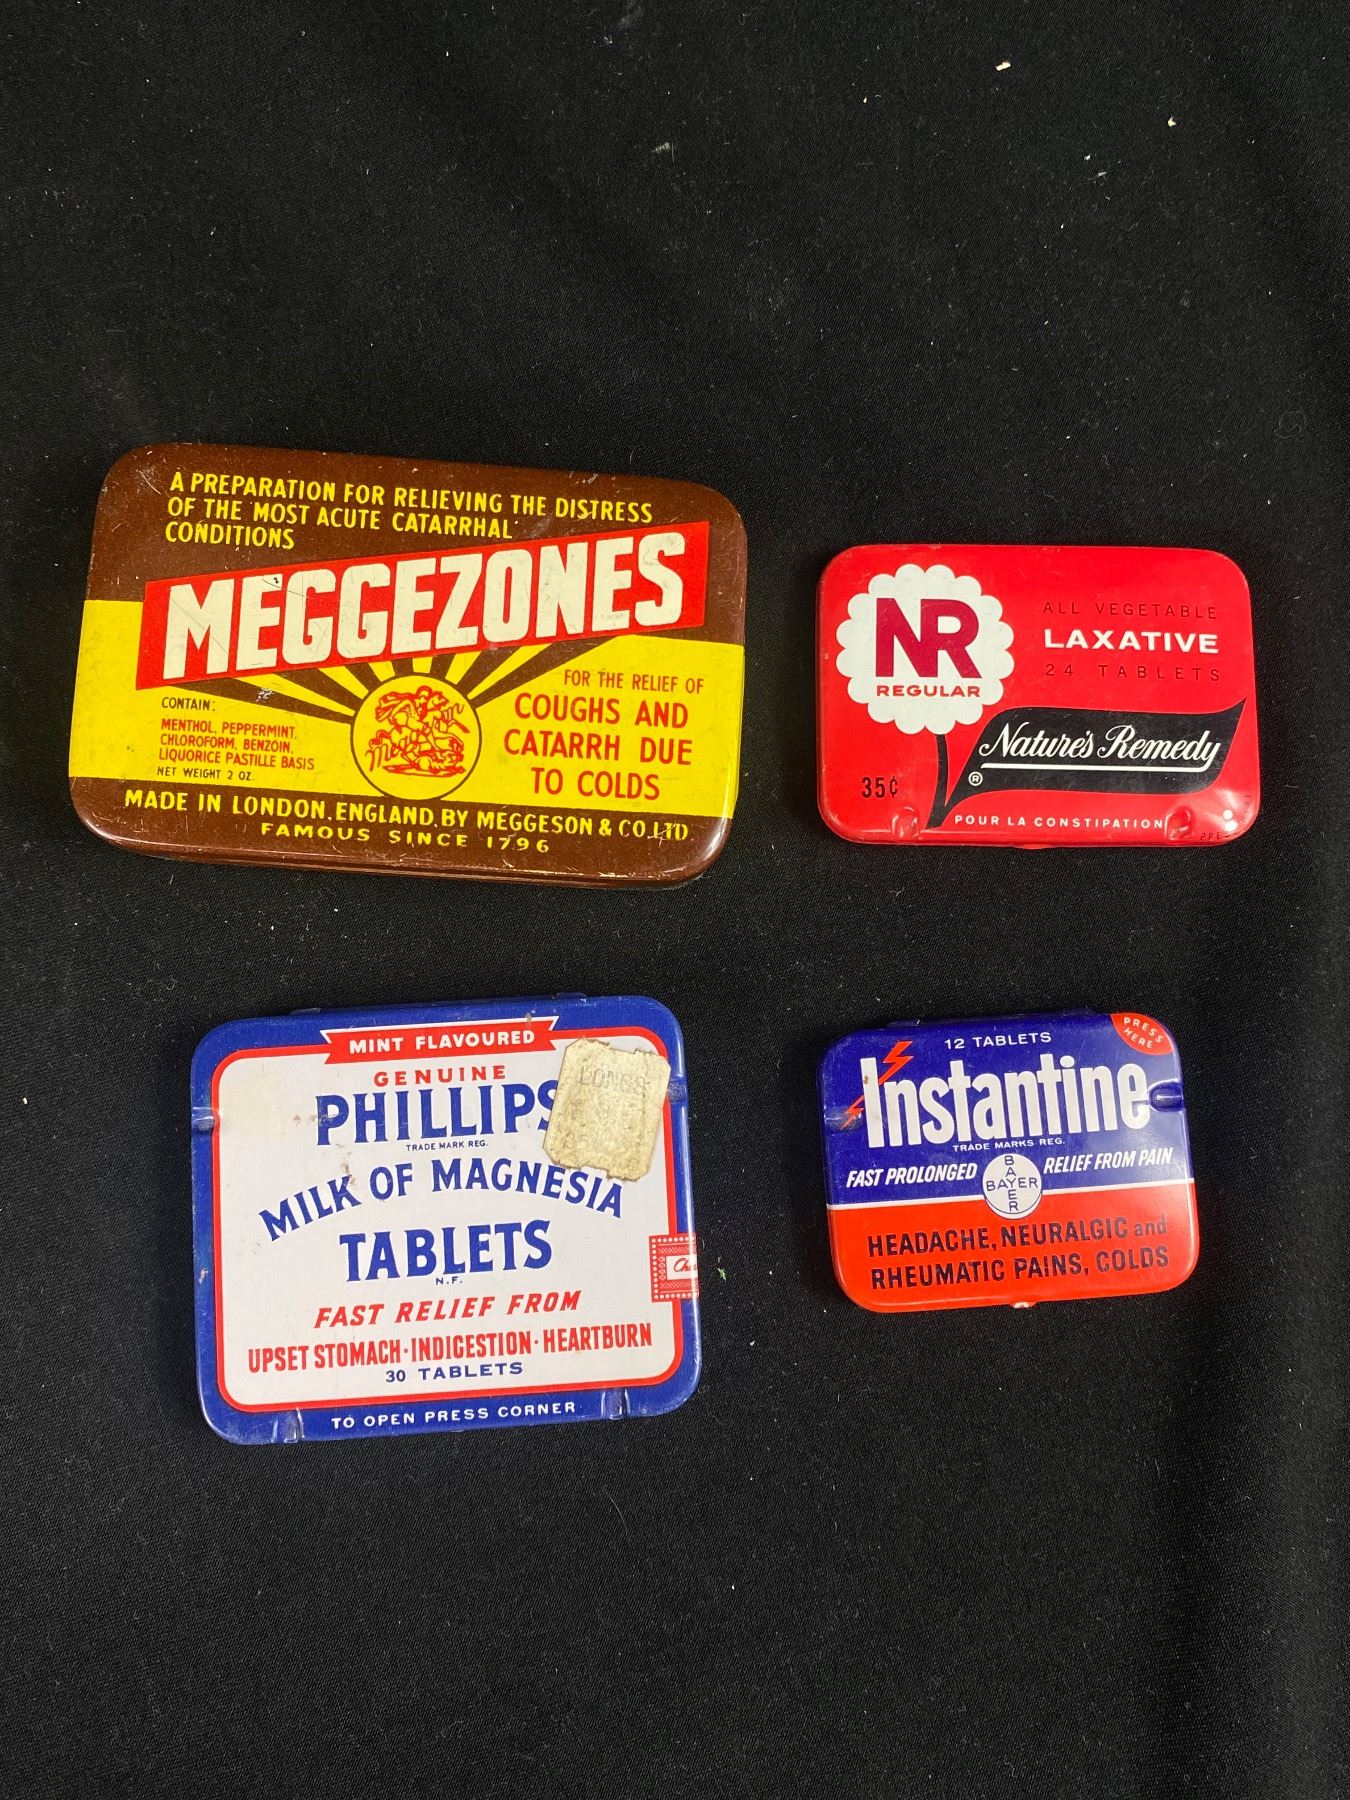 A PREPARATION FOR RELIEVING THE DISTRESS
OF THE MOST ACUTE CATARRHAL
CONDITIONS
MEGGEZONES
CONTAIN:
MENTHOL, PEPPERMINT,
CHLOROFORM, BENZOIN,
LIQUORICE PASTILLE BASIS
NET WEIGHT 2 OZ.
FOR THE RELIEF OF
COUGHS AND
CATARRH DUE
TO COLDS
MADE IN LONDON, ENGLAND, BY MEGGESON & CO. LTD.
FAMOUS SINCE 1796
NR
REGULAR
ALL VEGETABLE
LAXATIVE
24 TABLETS
Nature's Remedy
®
35¢
POUR LA CONSTIPATION
MINT FLAVOURED
GENUINE
PHILLIPS
TRADE MARK REG.
MILK OF MAGNESIA
TABLETS
N.F.
FAST RELIEF FROM
UPSET STOMACH · INDIGESTION · HEARTBURN
30 TABLETS
TO OPEN PRESS CORNER
12 TABLETS
PRESS
HERE
Instantine
TRADE MARKS REG.
FAST PROLONGED
BAYER
BAYER
RELIEF FROM PAIN
HEADACHE, NEURALGIC and
RHEUMATIC PAINS, COLDS